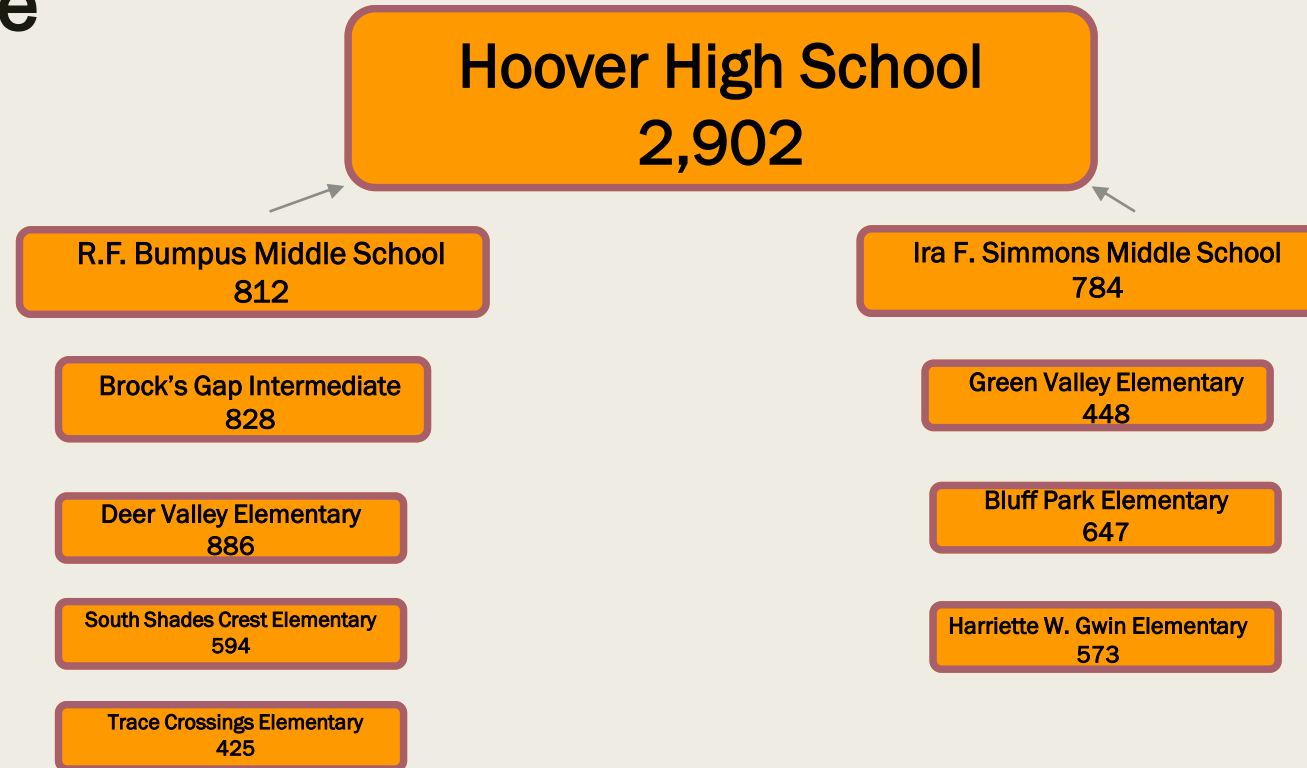 e
Hoover High School
2,902
R.F. Bumpus Middle School
812
Ira F. Simmons Middle School
784
Brock’s Gap Intermediate
828
Green Valley Elementary
448
Deer Valley Elementary
886
Bluff Park Elementary
647
South Shades Crest Elementary
594
Harriette W. Gwin Elementary
573
Trace Crossings Elementary
425